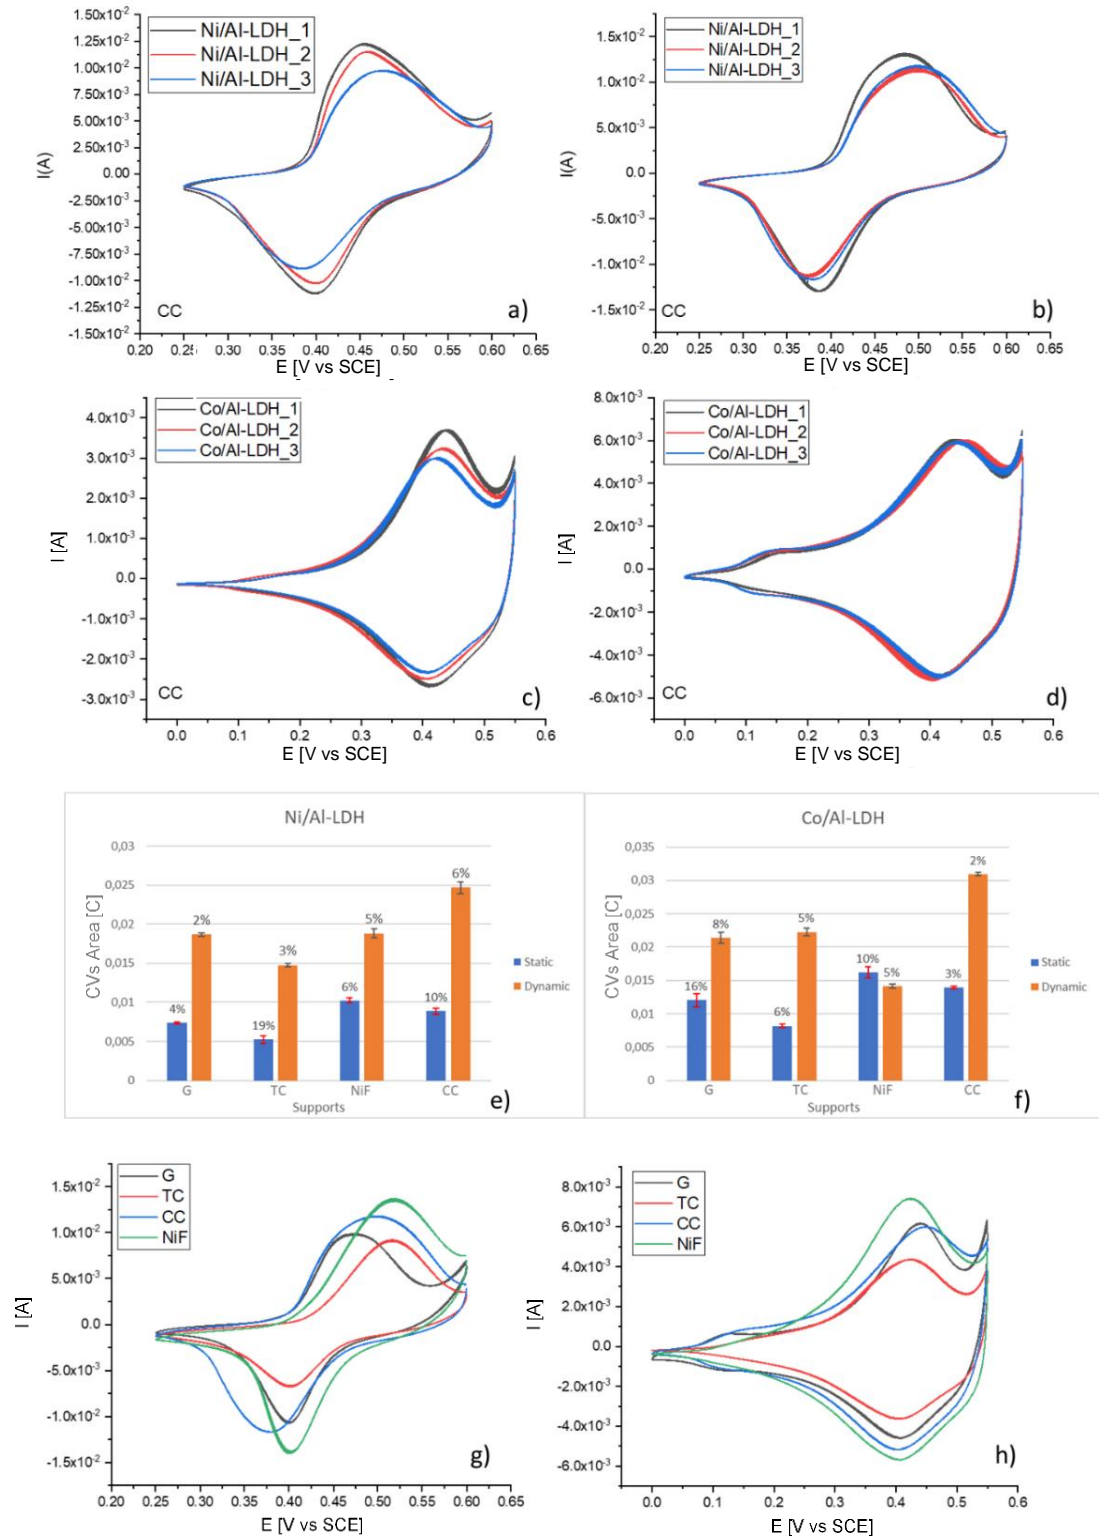 1.50x10⁻²
1.25x10⁻²
1.00x10⁻²
7.50x10⁻³
5.00x10⁻³
2.50x10⁻³
0.00
-2.50x10⁻³
-5.00x10⁻³
-7.50x10⁻³
-1.00x10⁻²
-1.25x10⁻²
-1.50x10⁻²
I(A)
Ni/Al-LDH_1
Ni/Al-LDH_2
Ni/Al-LDH_3
CC
a)
0.20 0.25 0.30 0.35 0.40 0.45 0.50 0.55 0.60 0.65
E [V vs SCE]
1.5x10⁻²
1.0x10⁻²
5.0x10⁻³
0.0
-5.0x10⁻³
-1.0x10⁻²
-1.5x10⁻²
I(A)
Ni/Al-LDH_1
Ni/Al-LDH_2
Ni/Al-LDH_3
CC
b)
0.20 0.25 0.30 0.35 0.40 0.45 0.50 0.55 0.60 0.65
E [V vs SCE]
4.0x10⁻³
3.0x10⁻³
2.0x10⁻³
1.0x10⁻³
0.0
-1.0x10⁻³
-2.0x10⁻³
-3.0x10⁻³
I [A]
Co/Al-LDH_1
Co/Al-LDH_2
Co/Al-LDH_3
CC
c)
0.0 0.1 0.2 0.3 0.4 0.5 0.6
E [V vs SCE]
8.0x10⁻³
6.0x10⁻³
4.0x10⁻³
2.0x10⁻³
0.0
-2.0x10⁻³
-4.0x10⁻³
-6.0x10⁻³
I [A]
Co/Al-LDH_1
Co/Al-LDH_2
Co/Al-LDH_3
CC
d)
0.0 0.1 0.2 0.3 0.4 0.5 0.6
E [V vs SCE]
Ni/Al-LDH
0,03
0,025
0,02
0,015
0,01
0,005
0
CVs Area [C]
4% 2% 19% 3% 6% 5% 10% 6%
Static
Dynamic
G TC NiF CC
Supports
e)
Co/Al-LDH
0,035
0,03
0,025
0,02
0,015
0,01
0,005
0
CVs Area [C]
16% 8% 6% 5% 10% 5% 3% 2%
Static
Dynamic
G TC NiF CC
Supports
f)
1.5x10⁻²
1.0x10⁻²
5.0x10⁻³
0.0
-5.0x10⁻³
-1.0x10⁻²
-1.5x10⁻²
I [A]
G
TC
CC
NiF
g)
0.20 0.25 0.30 0.35 0.40 0.45 0.50 0.55 0.60 0.65
E [V vs SCE]
8.0x10⁻³
6.0x10⁻³
4.0x10⁻³
2.0x10⁻³
0.0
-2.0x10⁻³
-4.0x10⁻³
-6.0x10⁻³
I [A]
G
TC
CC
NiF
h)
0.0 0.1 0.2 0.3 0.4 0.5 0.6
E [V vs SCE]